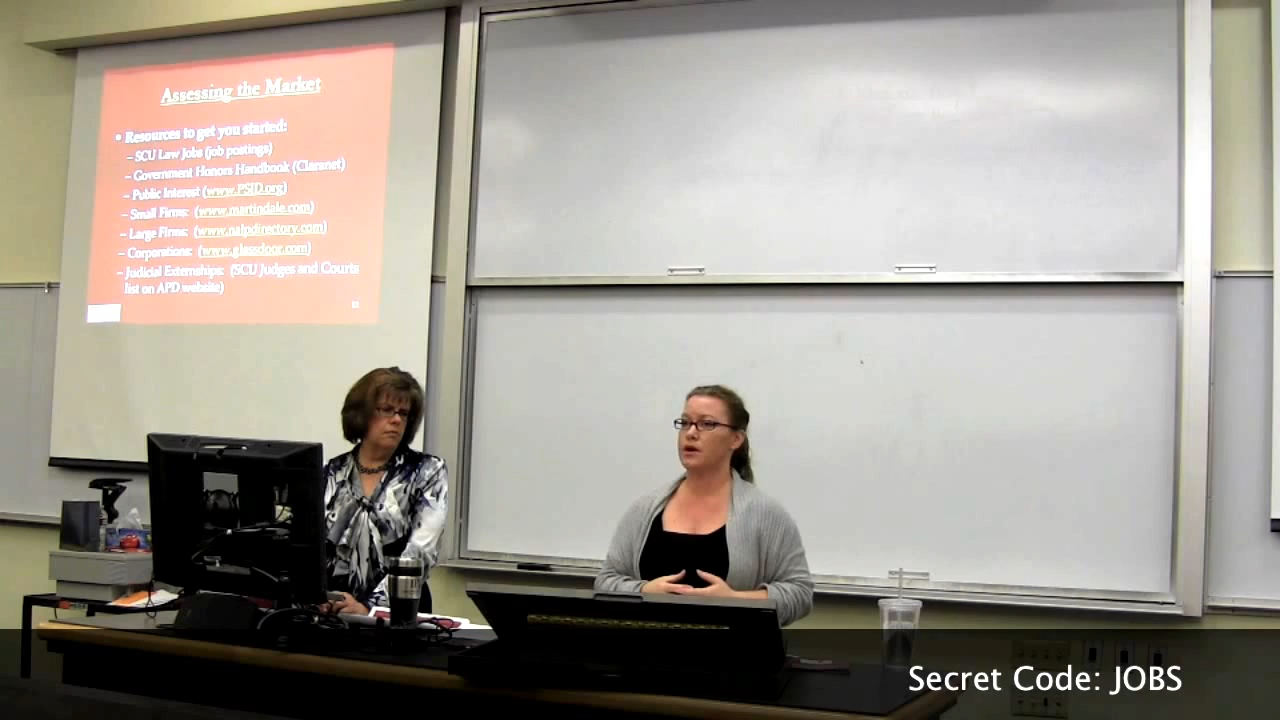 Assessing the Market
• Resources to get you started:
– SCU Law Jobs (job postings)
– Government Honors Handbook (Claranet)
– Public Interest (www.PSJD.org)
– Small Firms: (www.martindale.com)
– Large Firms: (www.nalpdirectory.com)
– Corporations: (www.glassdoor.com)
– Judicial Externships: (SCU Judges and Courts
list on APD website)
Secret Code: JOBS